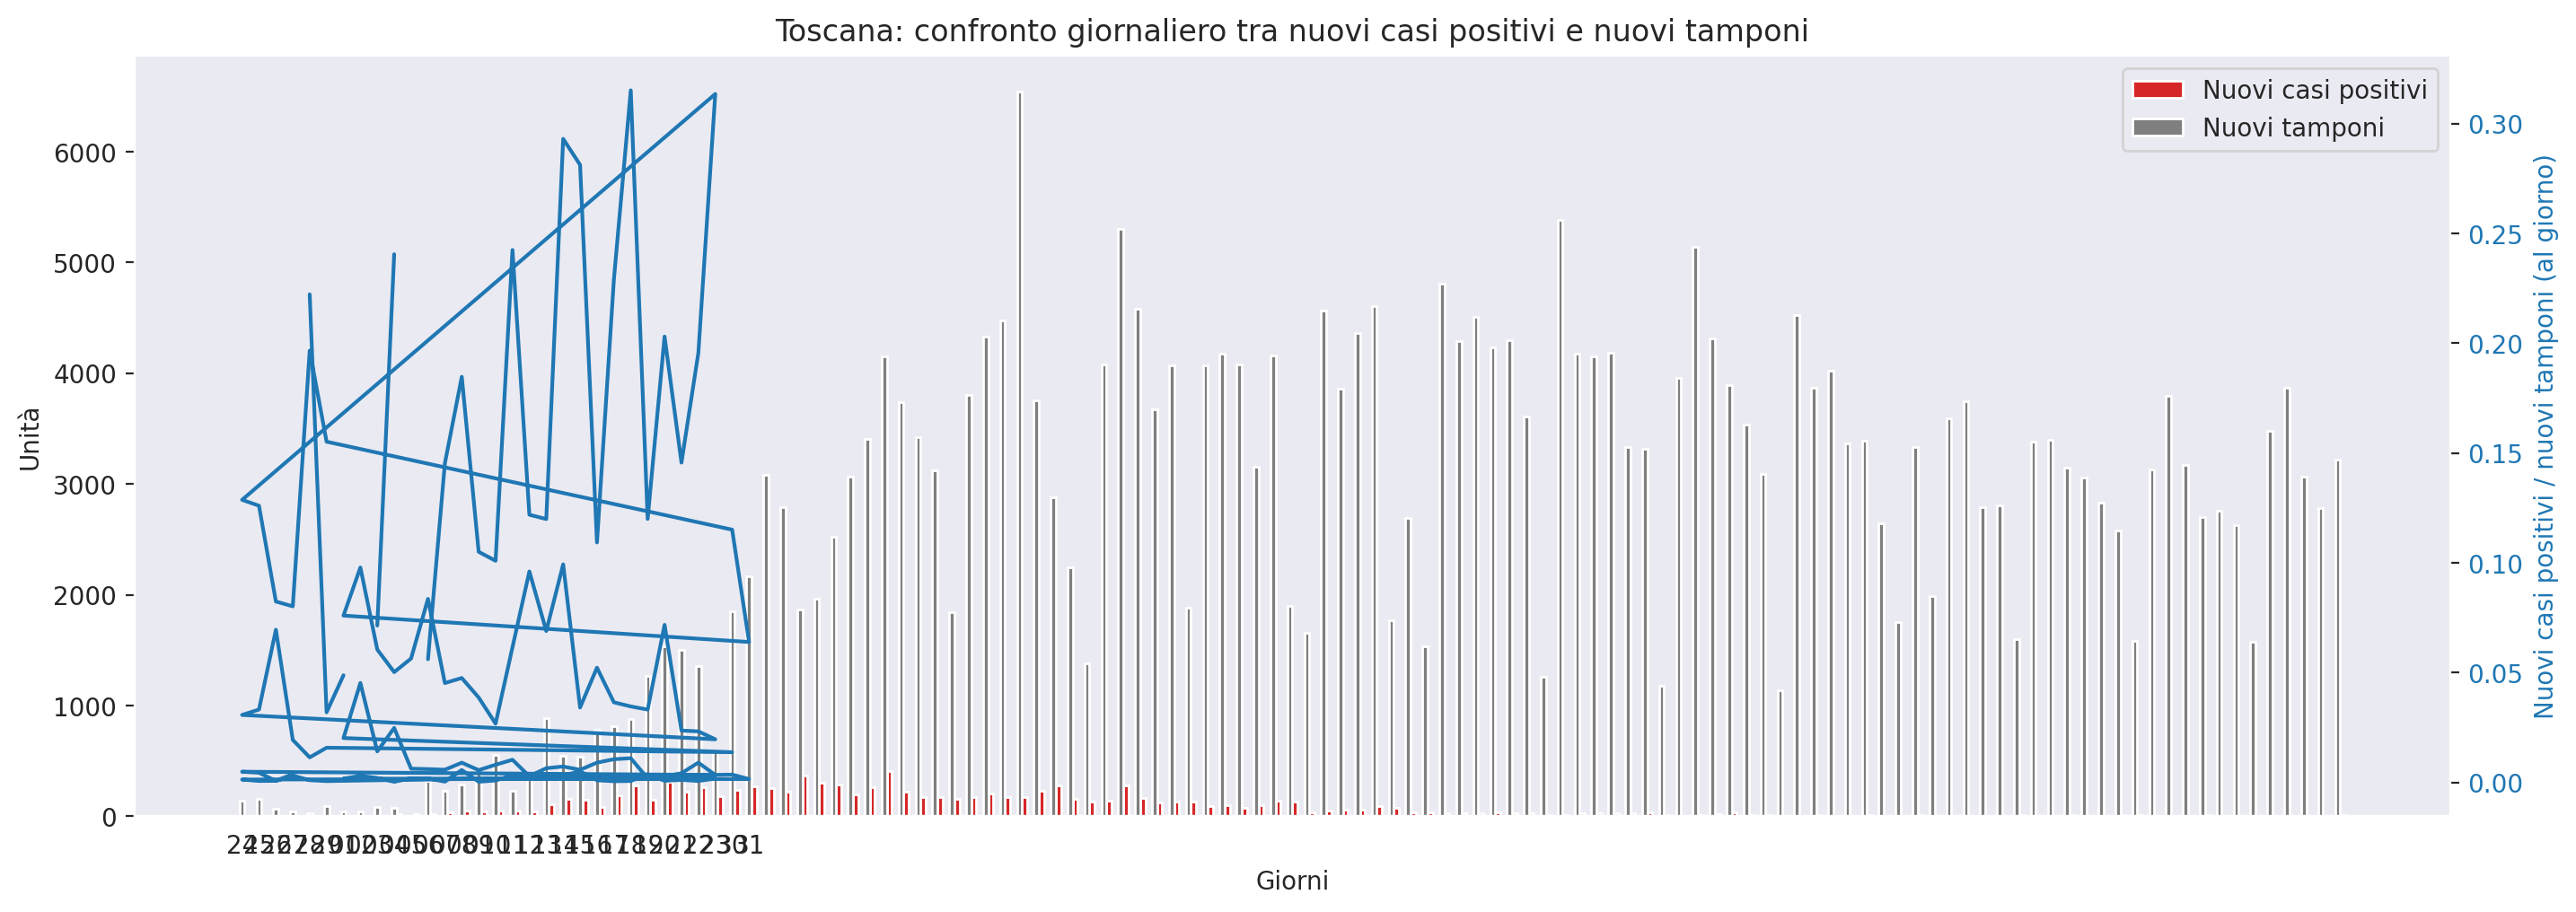 Toscana: confronto giornaliero tra nuovi casi positivi e nuovi tamponi
Nuovi casi positivi
Nuovi tamponi
Unità
6000
5000
4000
3000
2000
1000
0
0.30
0.25
0.20
0.15
0.10
0.05
0.00
Nuovi casi positivi / nuovi tamponi (al giorno)
Giorni